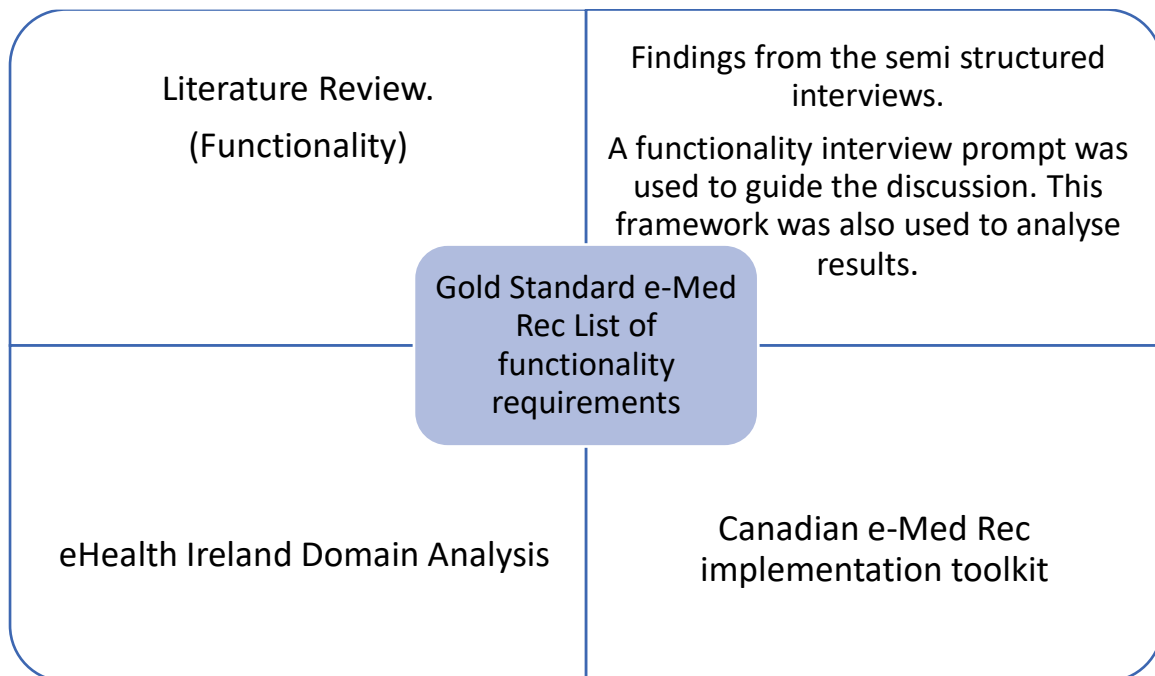 Literature Review.
(Functionality)
Findings from the semi structured
interviews.
A functionality interview prompt was
used to guide the discussion. This
framework was also used to analyse
results.
Gold Standard e-Med
Rec List of
functionality
requirements
eHealth Ireland Domain Analysis
Canadian e-Med Rec
implementation toolkit